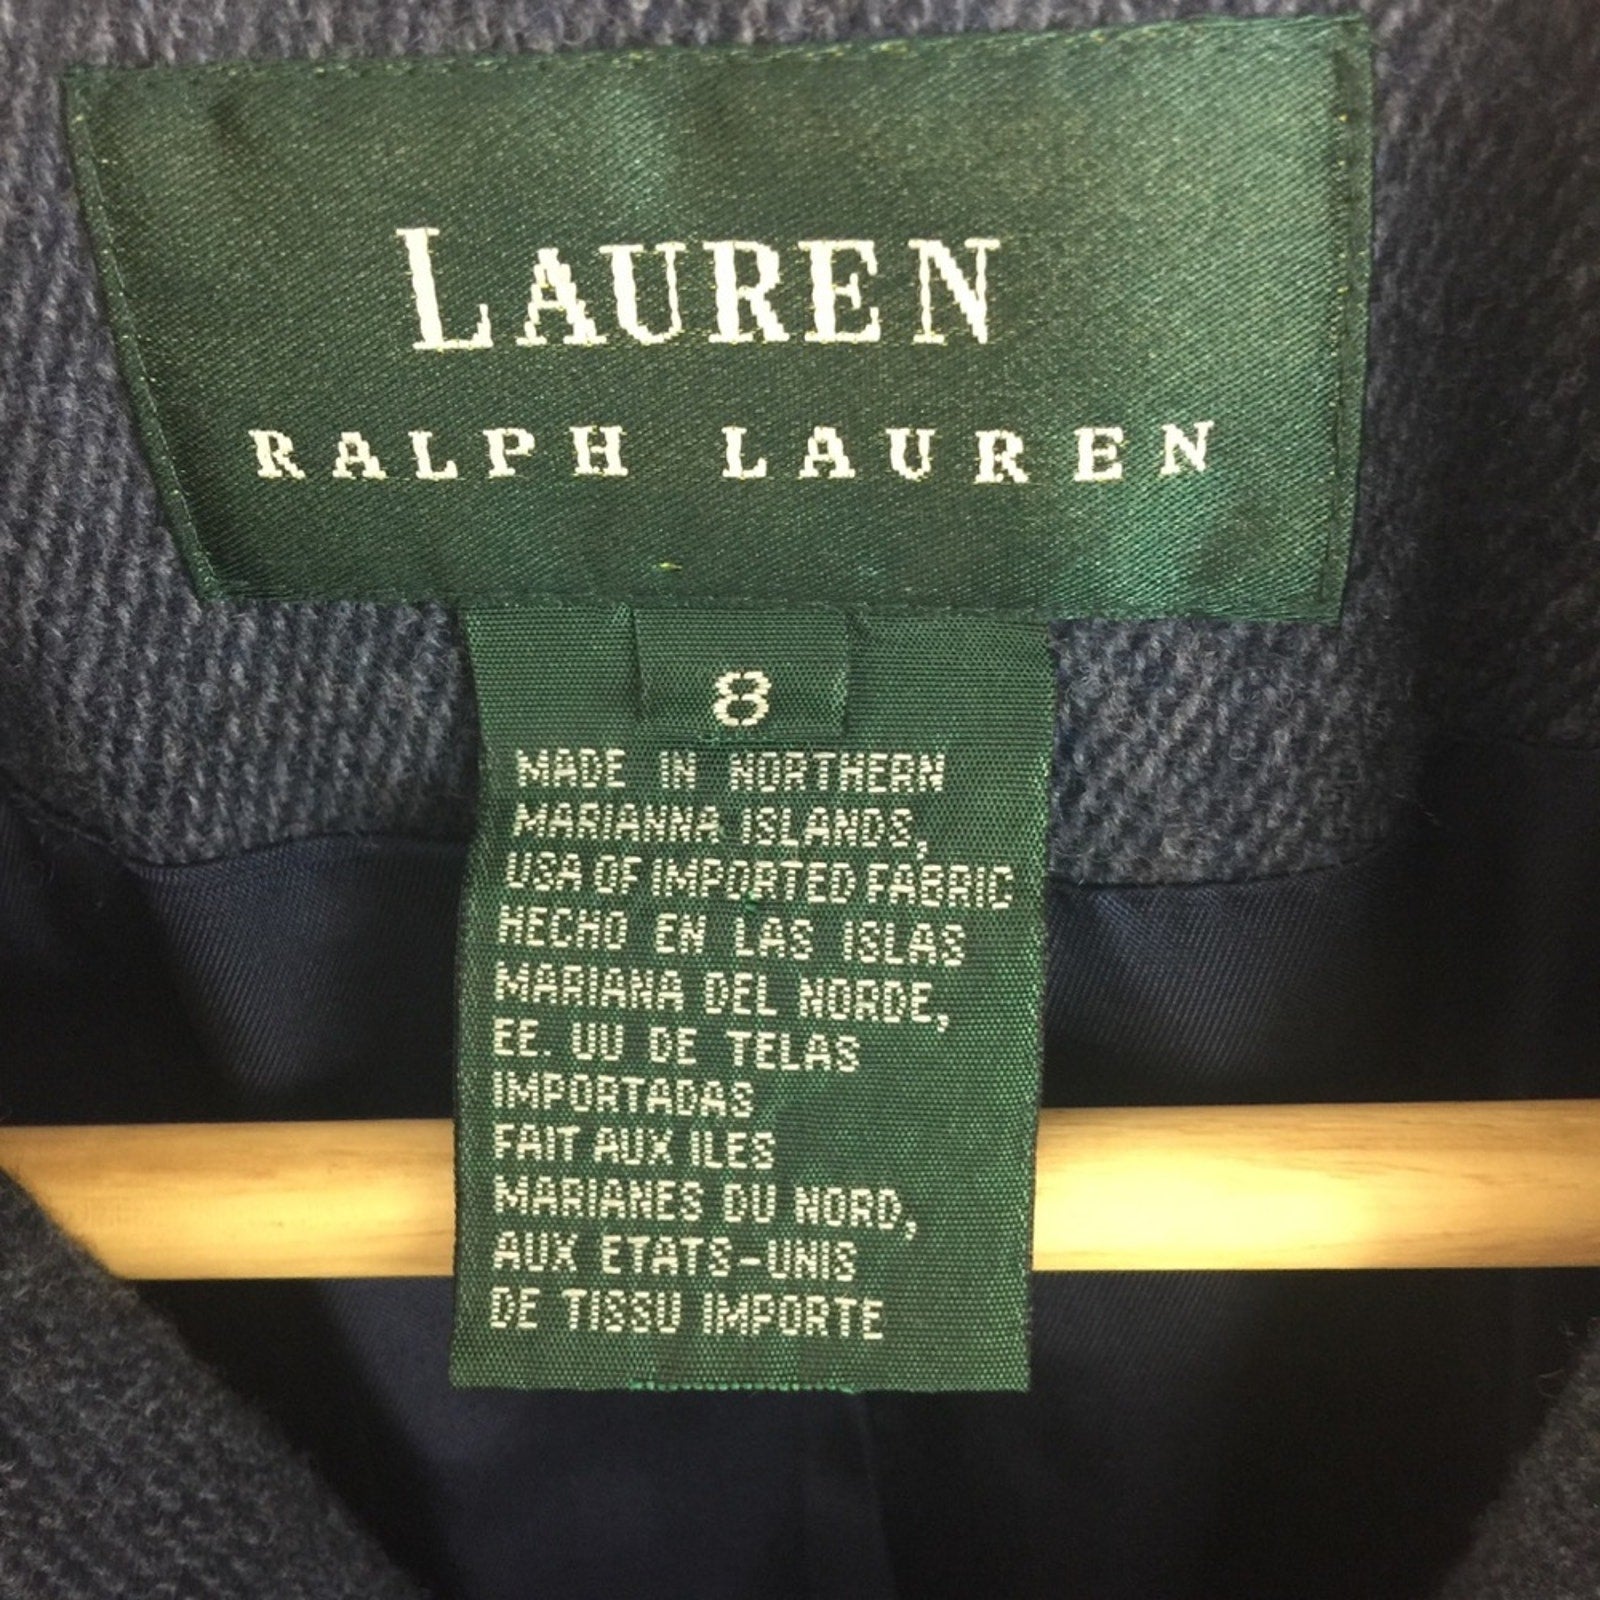 LAUREN
RALPH LAUREN
8
MADE IN NORTHERN
MARIANNA ISLANDS,
USA OF IMPORTED FABRIC
HECHO EN LAS ISLAS
MARIANA DEL NORDE,
EE. UU DE TELAS
IMPORTADAS
FAIT AUX ILES
MARIANES DU NORD,
AUX ETATS-UNIS
DE TISSU IMPORTE